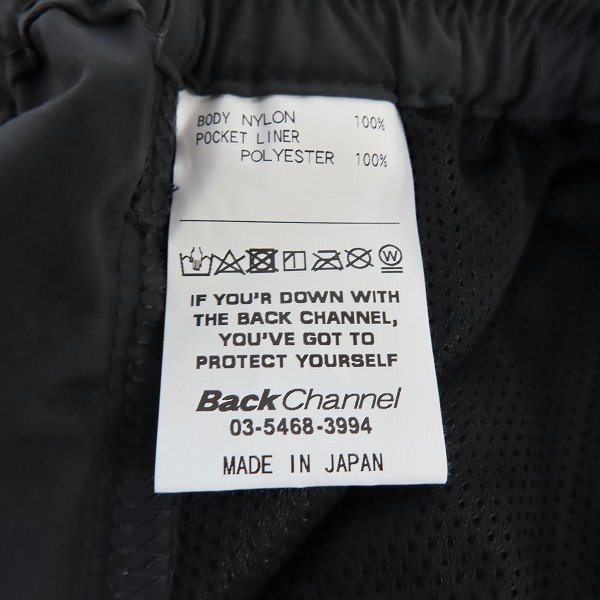 BODY NYLON 100%
POCKET LINER
POLYESTER 100%
W
IF YOU'R DOWN WITH
THE BACK CHANNEL,
YOU'VE GOT TO
PROTECT YOURSELF
BackChannel
03-5468-3994
MADE IN JAPAN